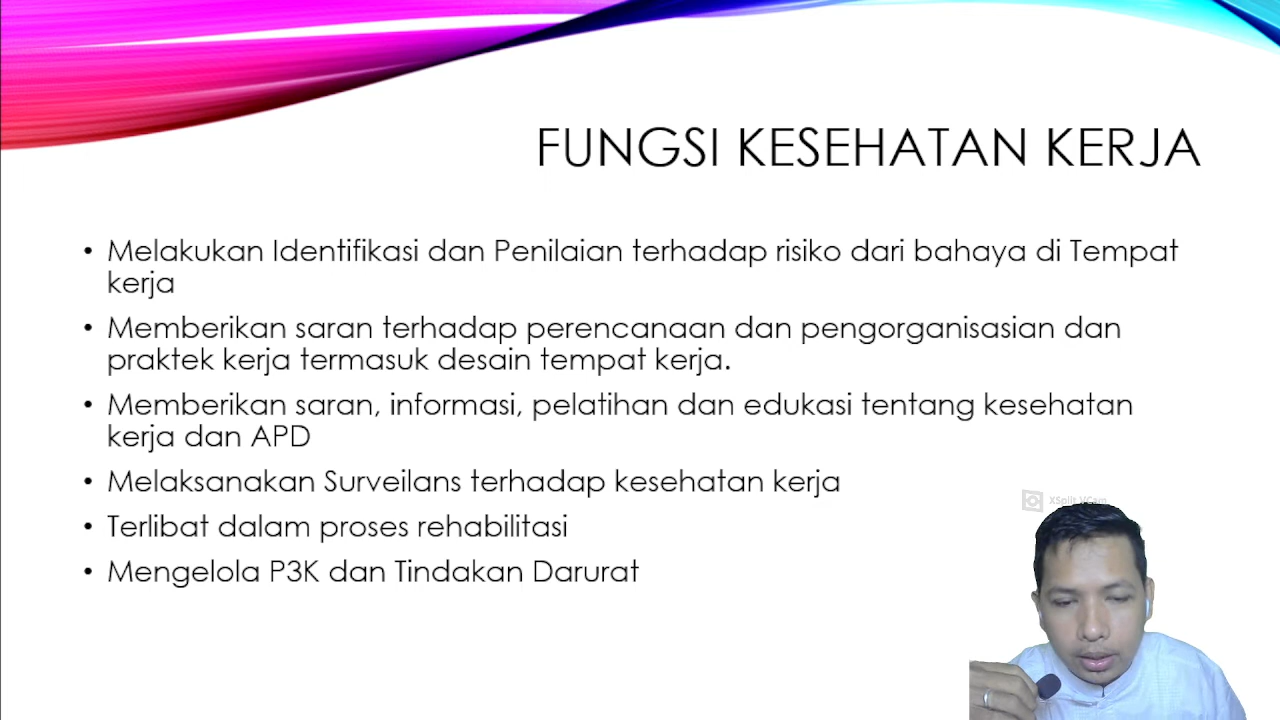 FUNGSI KESEHATAN KERJA
• Melakukan Identifikasi dan Penilaian terhadap risiko dari bahaya di Tempat
kerja
• Memberikan saran terhadap perencanaan dan pengorganisasian dan
praktek kerja termasuk desain tempat kerja.
• Memberikan saran, informasi, pelatihan dan edukasi tentang kesehatan
kerja dan APD
• Melaksanakan Surveilans terhadap kesehatan kerja
• Terlibat dalam proses rehabilitasi
• Mengelola P3K dan Tindakan Darurat
XSplit VCam